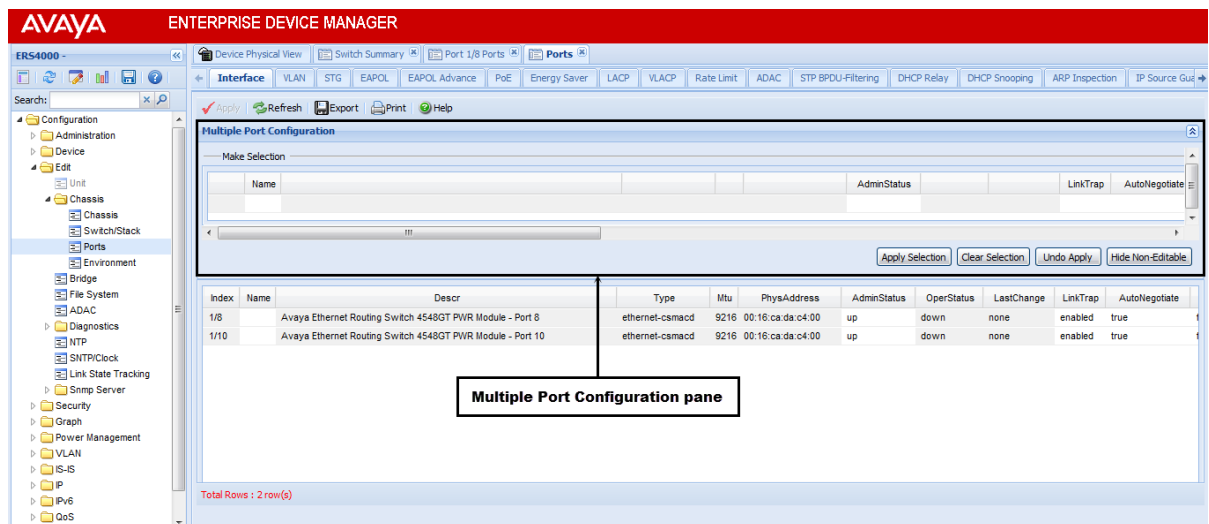 AVAYA ENTERPRISE DEVICE MANAGER
ERS4000 -
Search:
Configuration
Administration
Device
Edit
Unit
Chassis
Chassis
Switch/Stack
Ports
Environment
Bridge
File System
ADAC
Diagnostics
NTP
SNTP/Clock
Link State Tracking
Snmp Server
Security
Graph
Power Management
VLAN
IS-IS
IP
IPv6
QoS
Device Physical View Switch Summary Port 1/8 Ports Ports
Interface VLAN STG EAPOL EAPOL Advance PoE Energy Saver LACP VLACP Rate Limit ADAC STP BPDU-Filtering DHCP Relay DHCP Snooping ARP Inspection IP Source Gua
Apply Refresh Export Print Help
Multiple Port Configuration
Make Selection
Name AdminStatus LinkTrap AutoNegotiate
Apply Selection Clear Selection Undo Apply Hide Non-Editable
Index Name Descr Type Mtu PhysAddress AdminStatus OperStatus LastChange LinkTrap AutoNegotiate
1/8 Avaya Ethernet Routing Switch 4548GT PWR Module - Port 8 ethernet-csmacd 9216 00:16:ca:da:c4:00 up down none enabled true
1/10 Avaya Ethernet Routing Switch 4548GT PWR Module - Port 10 ethernet-csmacd 9216 00:16:ca:da:c4:00 up down none enabled true
Multiple Port Configuration pane
Total Rows : 2 row(s)